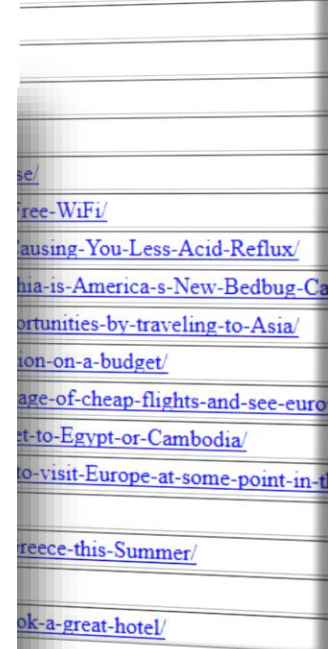 se/
ree-WiFi/
ausing-You-Less-Acid-Reflux/
hia-is-America-s-New-Bedbug-Ca
ortunities-by-traveling-to-Asia/
ion-on-a-budget/
age-of-cheap-flights-and-see-euro
et-to-Egypt-or-Cambodia/
to-visit-Europe-at-some-point-in-t
reece-this-Summer/
ok-a-great-hotel/